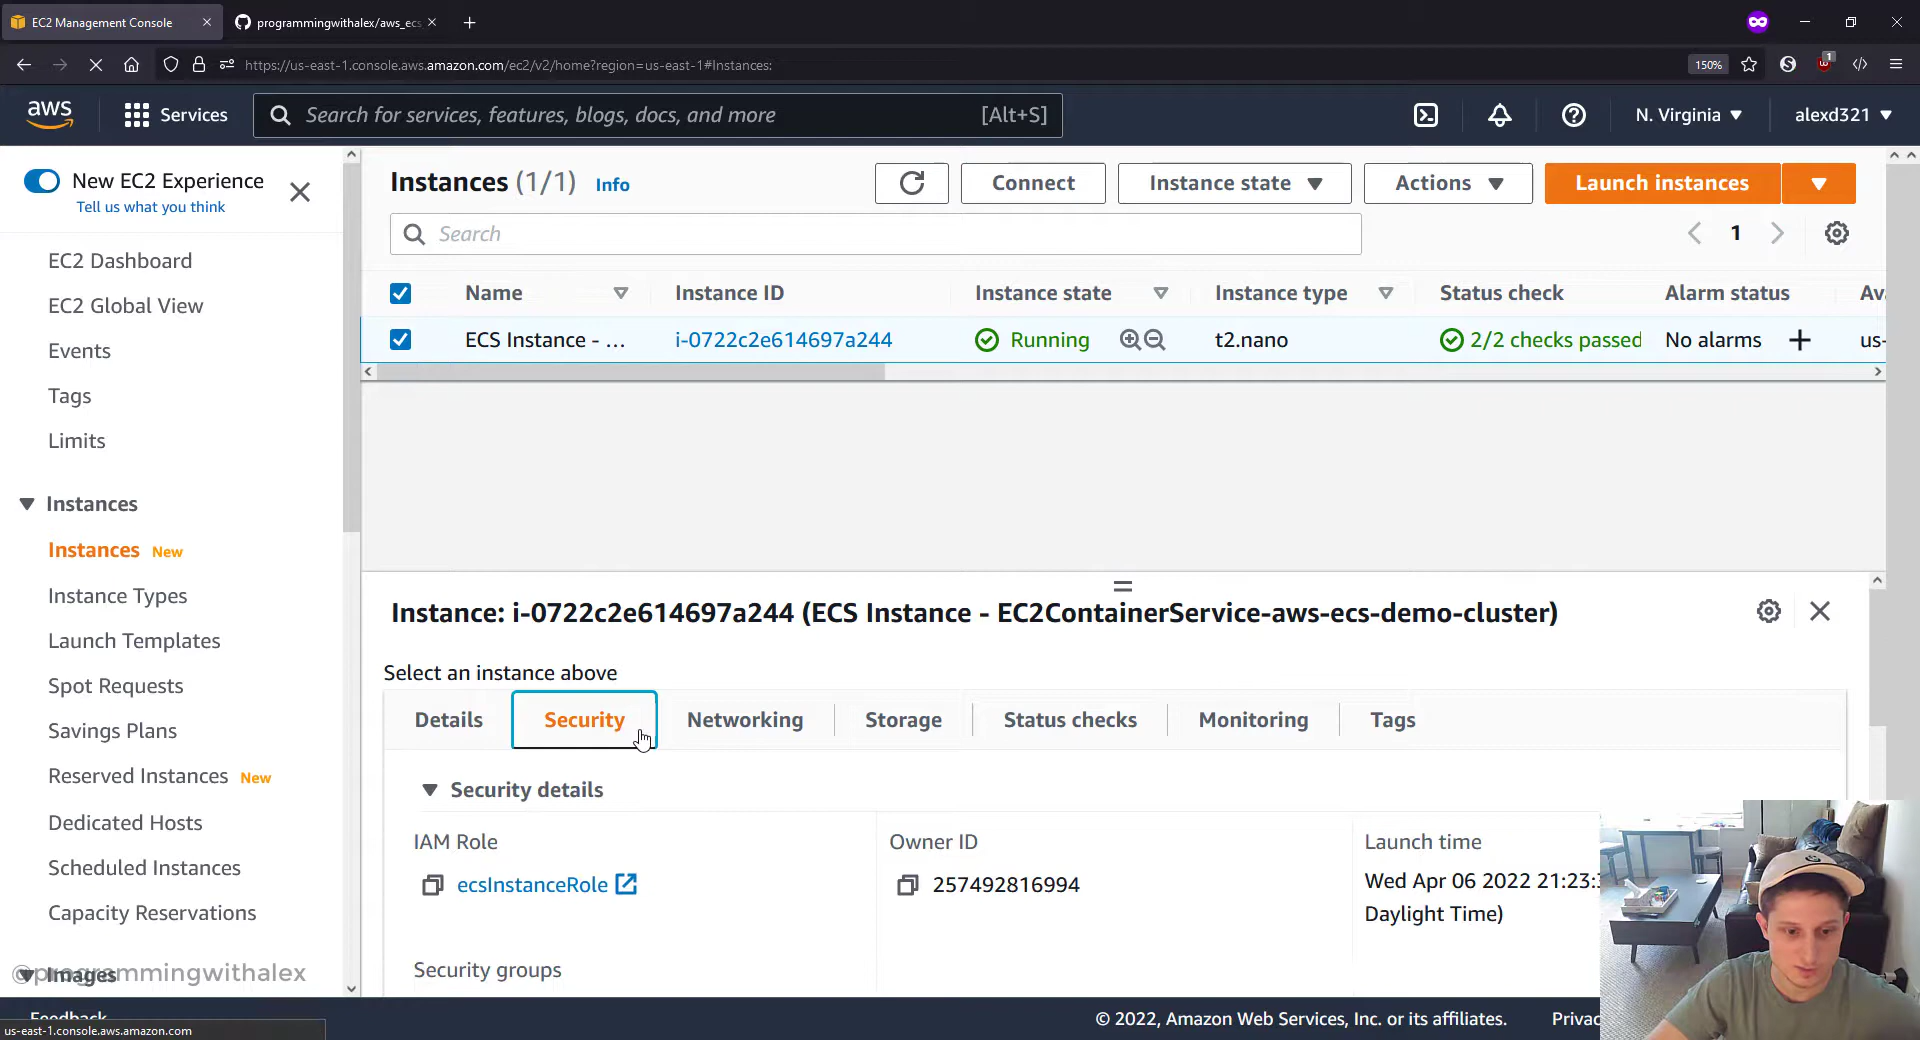 EC2 Management Console
programmingwithalex/aws_ecs
https://us-east-1.console.aws.amazon.com/ec2/v2/home?region=us-east-1#Instances:
150%
1
aws
Services
Search for services, features, blogs, docs, and more
[Alt+S]
N. Virginia
alexd321
New EC2 Experience
Tell us what you think
EC2 Dashboard
EC2 Global View
Events
Tags
Limits
Instances
Instances New
Instance Types
Launch Templates
Spot Requests
Savings Plans
Reserved Instances New
Dedicated Hosts
Scheduled Instances
Capacity Reservations
Images
@programmingwithalex
Feedback
us-east-1.console.aws.amazon.com
Instances (1/1) Info
Connect
Instance state
Actions
Launch instances
Search
1
Name
Instance ID
Instance state
Instance type
Status check
Alarm status
Av
ECS Instance - ...
i-0722c2e614697a244
Running
t2.nano
2/2 checks passed
No alarms
us-
Instance: i-0722c2e614697a244 (ECS Instance - EC2ContainerService-aws-ecs-demo-cluster)
Select an instance above
Details
Security
Networking
Storage
Status checks
Monitoring
Tags
Security details
IAM Role
ecsInstanceRole
Owner ID
257492816994
Launch time
Wed Apr 06 2022 21:23:
Daylight Time)
Security groups
© 2022, Amazon Web Services, Inc. or its affiliates.
Privac